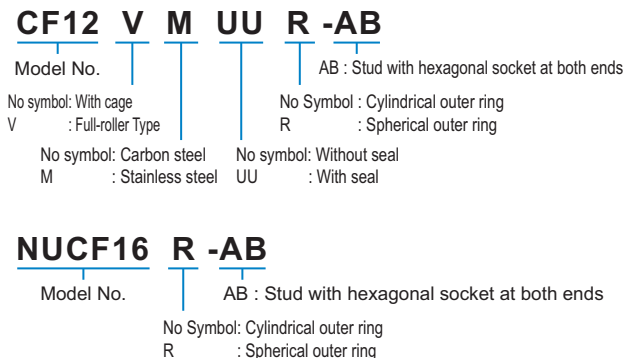 CF12 V M UU R -AB
Model No.
AB : Stud with hexagonal socket at both ends
No symbol: With cage
V : Full-roller Type
No Symbol : Cylindrical outer ring
R : Spherical outer ring
No symbol: Carbon steel
M : Stainless steel
No symbol: Without seal
UU : With seal
NUCF16 R -AB
Model No.
AB : Stud with hexagonal socket at both ends
No Symbol: Cylindrical outer ring
R : Spherical outer ring